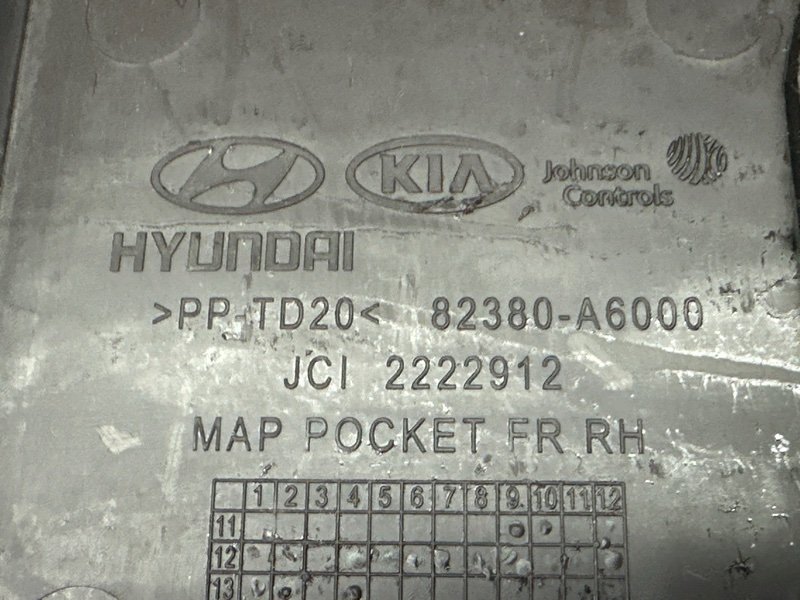 KIA
Johnson
Controls
HYUNDAI
>PP-TD20< 82380-A6000
JCI 2222912
MAP POCKET FR RH
1 2 3 4 5 6 7 8 9 10 11 12
11
12
13